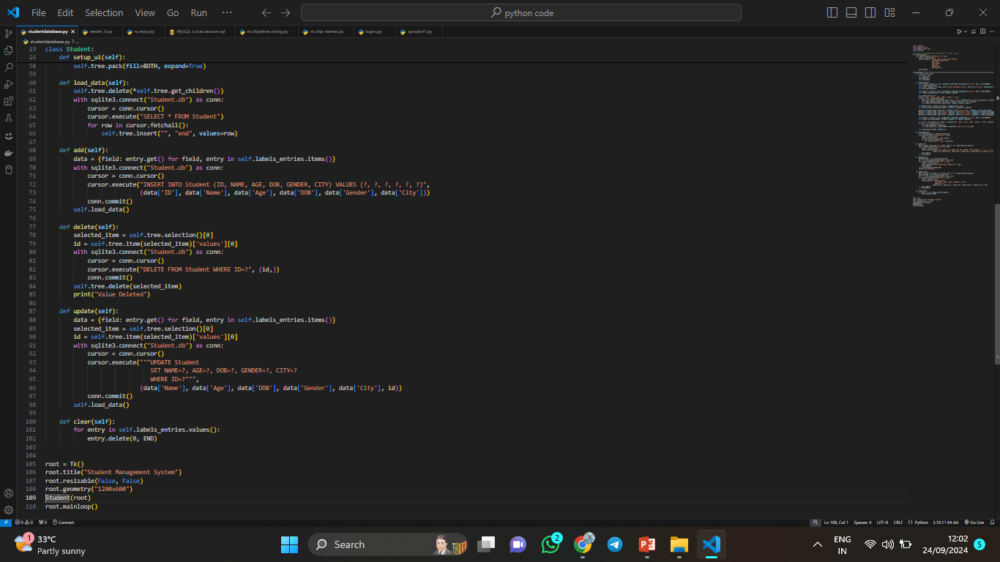 File Edit Selection View Go Run ··· python code
studentdatabase.py nester_if.py numpy.py MySQL Local.session.sql multipeline string.py multip names.py login.py sproject1.py
studentdatabase.py > ...
19 class Student:
26 def setup_ui(self):
58 self.tree.pack(fill=BOTH, expand=True)
59
60 def load_data(self):
61 self.tree.delete(*self.tree.get_children())
62 with sqlite3.connect("Student.db") as conn:
63 cursor = conn.cursor()
64 cursor.execute("SELECT * FROM Student")
65 for row in cursor.fetchall():
66 self.tree.insert("", "end", values=row)
67
68 def add(self):
69 data = {field: entry.get() for field, entry in self.labels_entries.items()}
70 with sqlite3.connect("Student.db") as conn:
71 cursor = conn.cursor()
72 cursor.execute("INSERT INTO Student (ID, NAME, AGE, DOB, GENDER, CITY) VALUES (?, ?, ?, ?, ?, ?)",
73 (data['ID'], data['Name'], data['Age'], data['DOB'], data['Gender'], data['City']))
74 conn.commit()
75 self.load_data()
76
77 def delete(self):
78 selected_item = self.tree.selection()[0]
79 id = self.tree.item(selected_item)['values'][0]
80 with sqlite3.connect("Student.db") as conn:
81 cursor = conn.cursor()
82 cursor.execute("DELETE FROM Student WHERE ID=?", (id,))
83 conn.commit()
84 self.tree.delete(selected_item)
85 print("Value Deleted")
86
87 def update(self):
88 data = {field: entry.get() for field, entry in self.labels_entries.items()}
89 selected_item = self.tree.selection()[0]
90 id = self.tree.item(selected_item)['values'][0]
91 with sqlite3.connect("Student.db") as conn:
92 cursor = conn.cursor()
93 cursor.execute("""UPDATE Student
94 SET NAME=?, AGE=?, DOB=?, GENDER=?, CITY=?
95 WHERE ID=?""",
96 (data['Name'], data['Age'], data['DOB'], data['Gender'], data['City'], id))
97 conn.commit()
98 self.load_data()
99
100 def clear(self):
101 for entry in self.labels_entries.values():
102 entry.delete(0, END)
103
104
105 root = Tk()
106 root.title("Student Management System")
107 root.resizable(False, False)
108 root.geometry("1200x600")
109 Student(root)
110 root.mainloop()
0 0 0 Connect Ln 109, Col 1 Spaces: 4 UTF-8 CRLF Python 3.10.11 64-bit Go Live
1 33°C
Partly sunny
Search
2
ENG
IN
12:02
24/09/2024
5